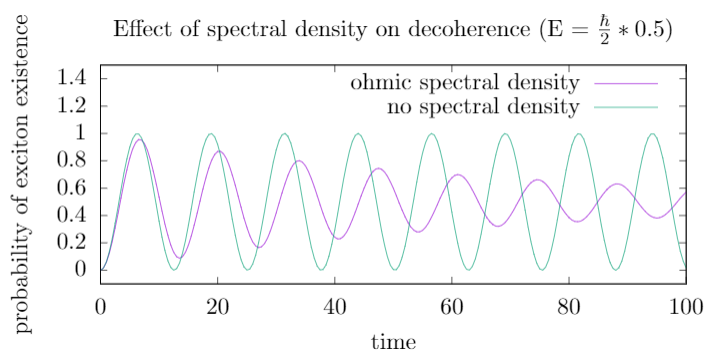 Effect of spectral density on decoherence (E = ℏ/2 ∗ 0.5)
probability of exciton existence
1.4
1.2
1
0.8
0.6
0.4
0.2
0
ohmic spectral density
no spectral density
0 20 40 60 80 100
time